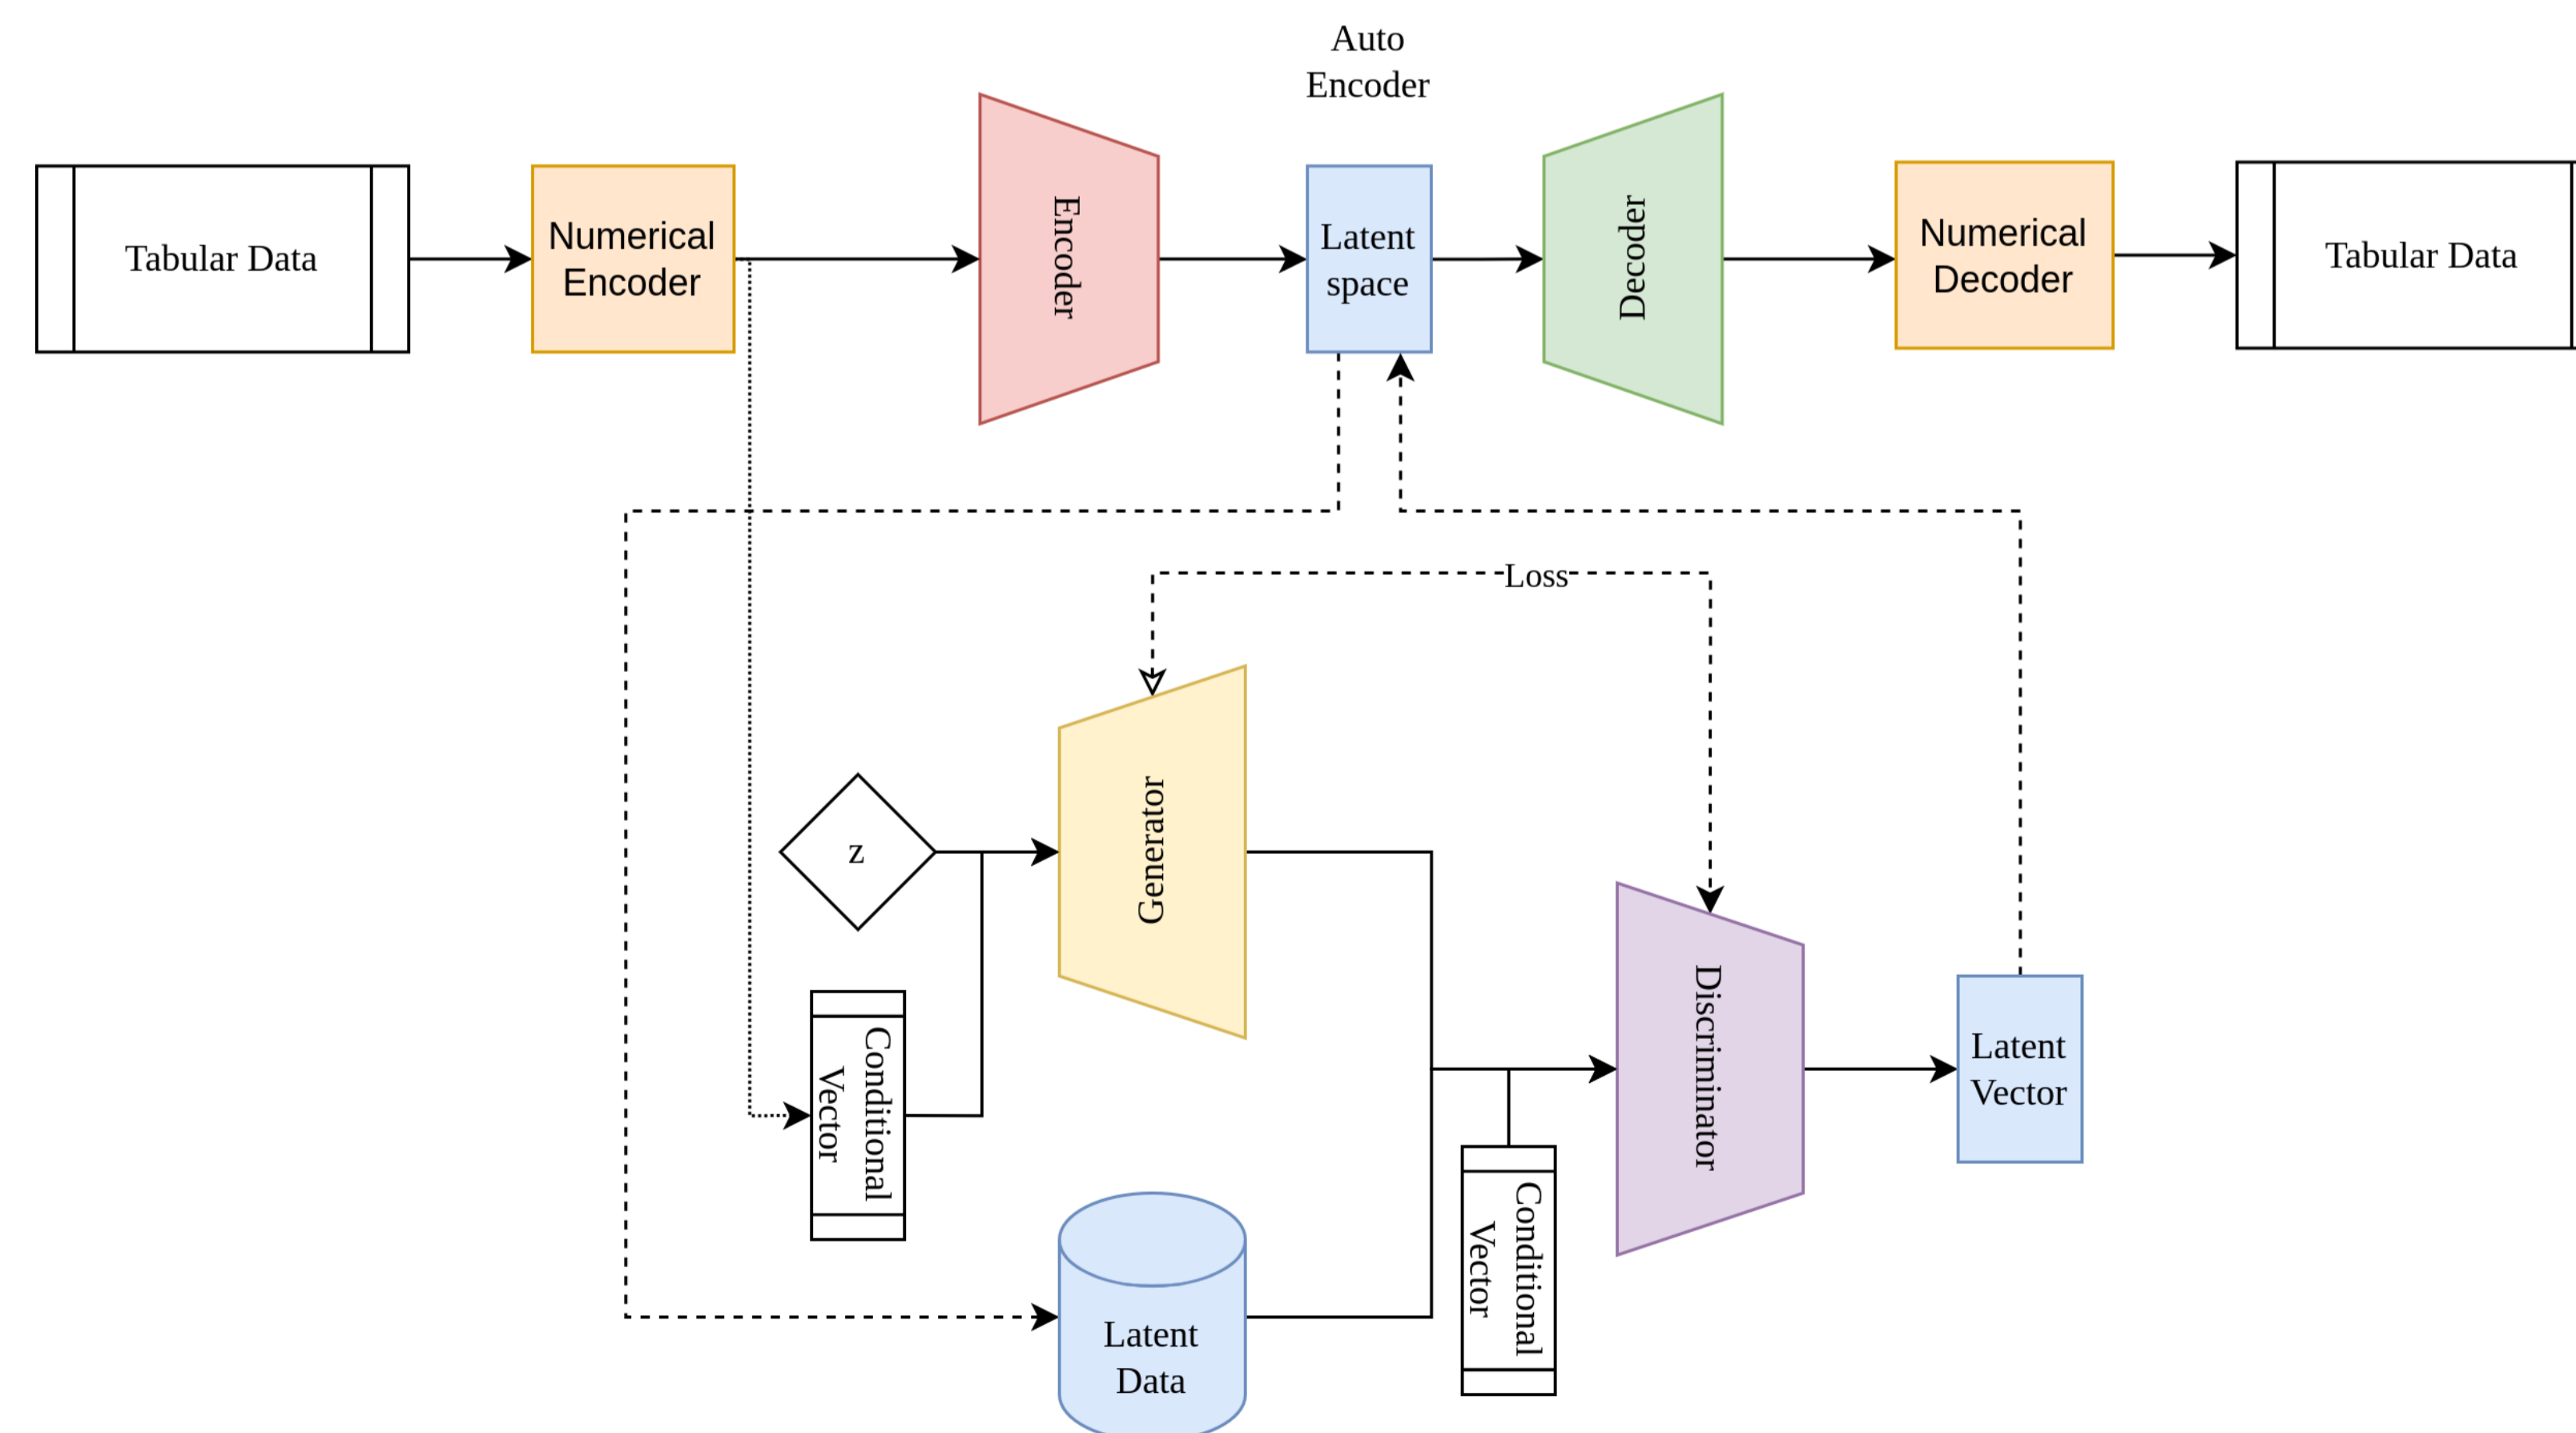 Auto
Encoder
Tabular Data
Numerical
Encoder
Encoder
Latent
space
Decoder
Numerical
Decoder
Tabular Data
Loss
z
Generator
Conditional
Vector
Discriminator
Latent
Vector
Conditional
Vector
Latent
Data